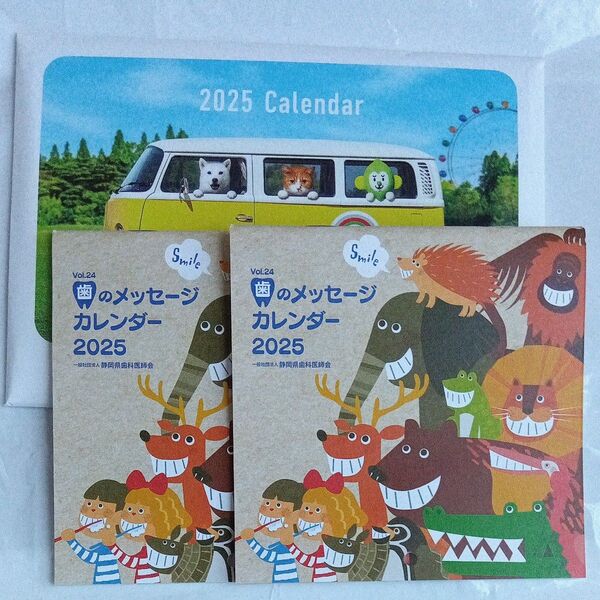 2025 Calendar
Smile
Vol.24
歯のメッセージ
カレンダー
2025
一般社団法人 静岡県歯科医師会
Smile
Vol.24
歯のメッセージ
カレンダー
2025
一般社団法人 静岡県歯科医師会